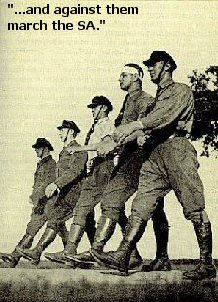 "...and against them
march the SA."